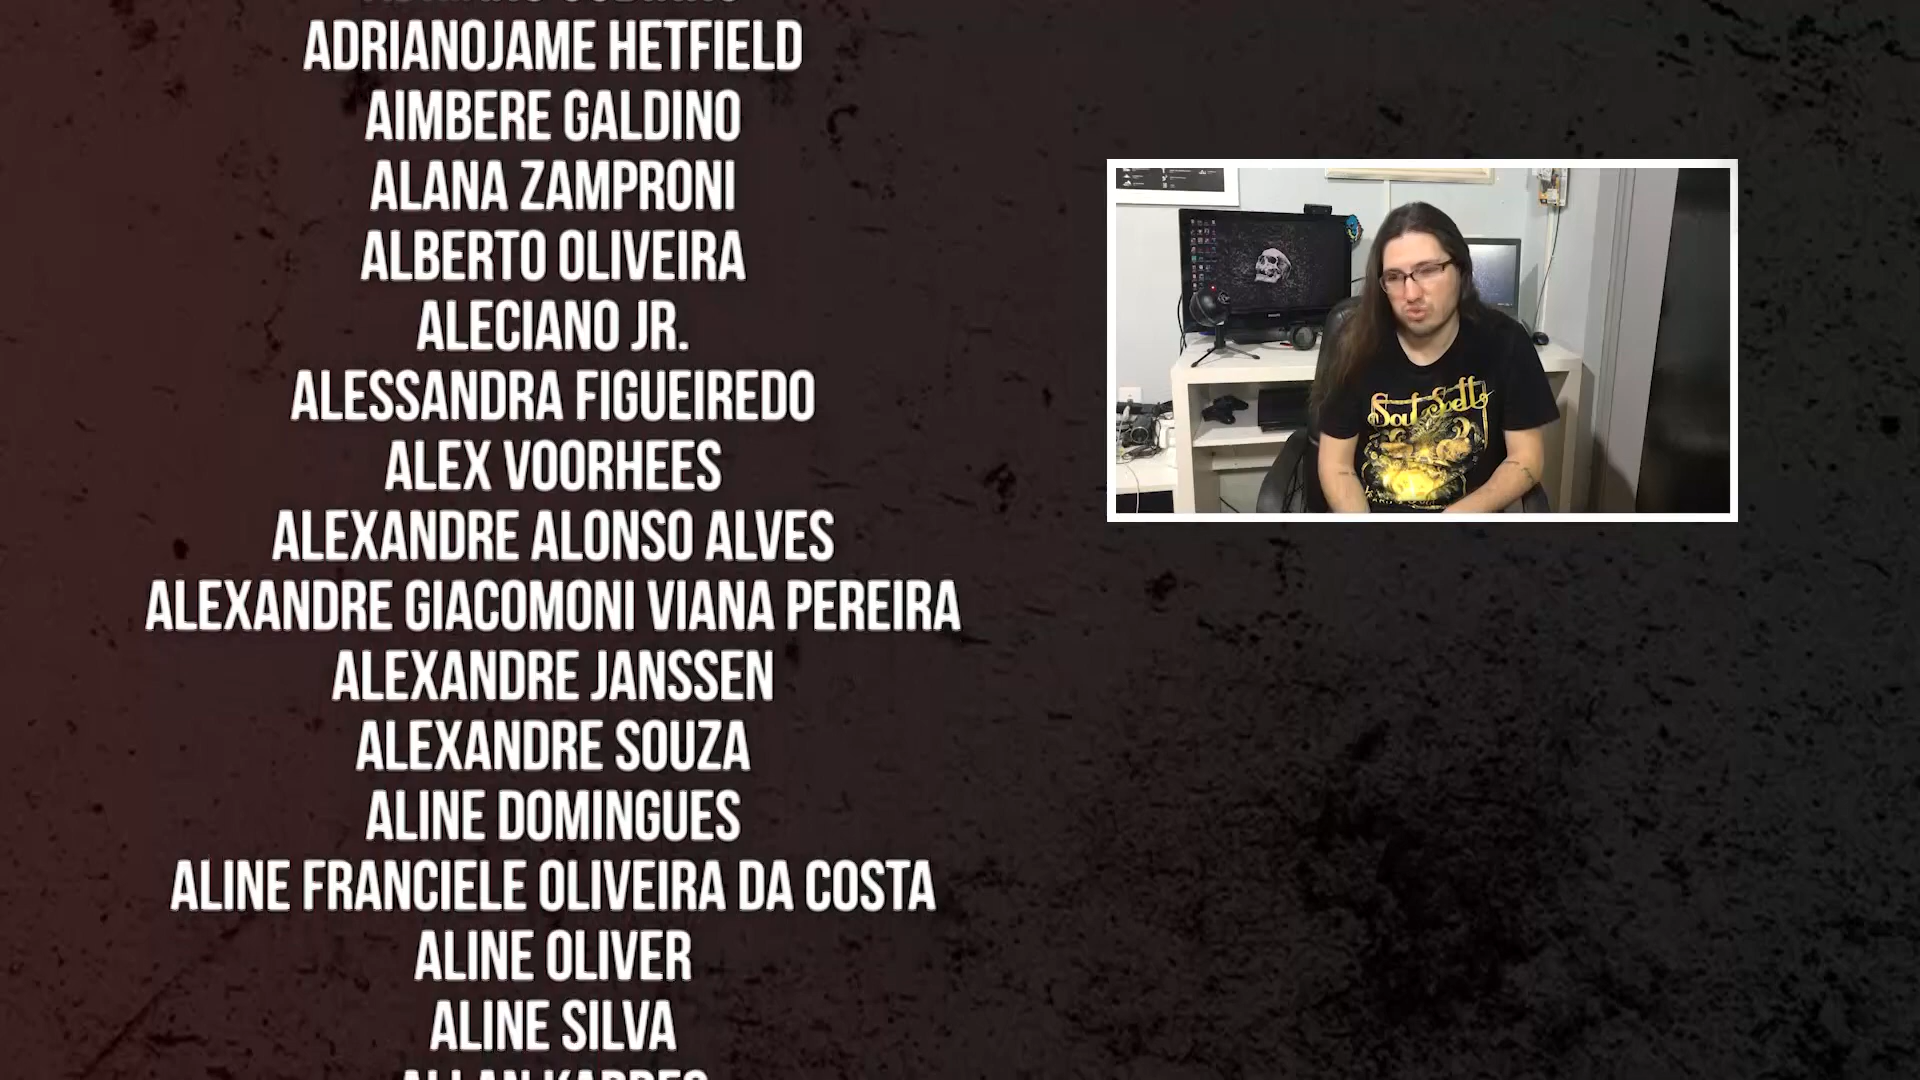 ADRIANOJAME HETFIELD
AIMBERE GALDINO
ALANA ZAMPRONI
ALBERTO OLIVEIRA
ALECIANO JR.
ALESSANDRA FIGUEIREDO
ALEX VOORHEES
ALEXANDRE ALONSO ALVES
ALEXANDRE GIACOMONI VIANA PEREIRA
ALEXANDRE JANSSEN
ALEXANDRE SOUZA
ALINE DOMINGUES
ALINE FRANCIELE OLIVEIRA DA COSTA
ALINE OLIVER
ALINE SILVA
SoulSpell